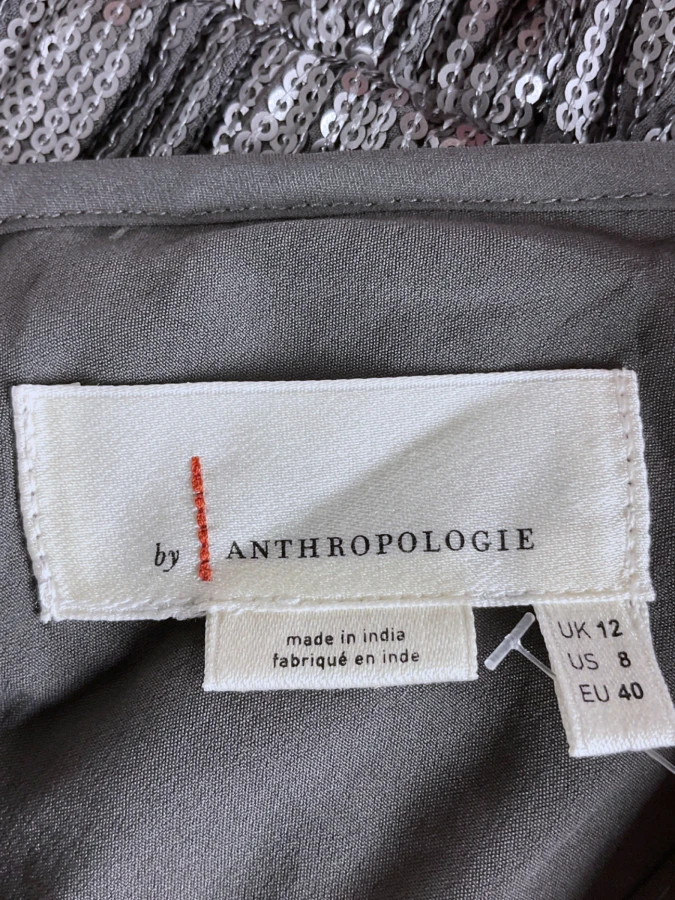 by ANTHROPOLOGIE
made in india
fabriqué en inde
UK 12
US 8
EU 40